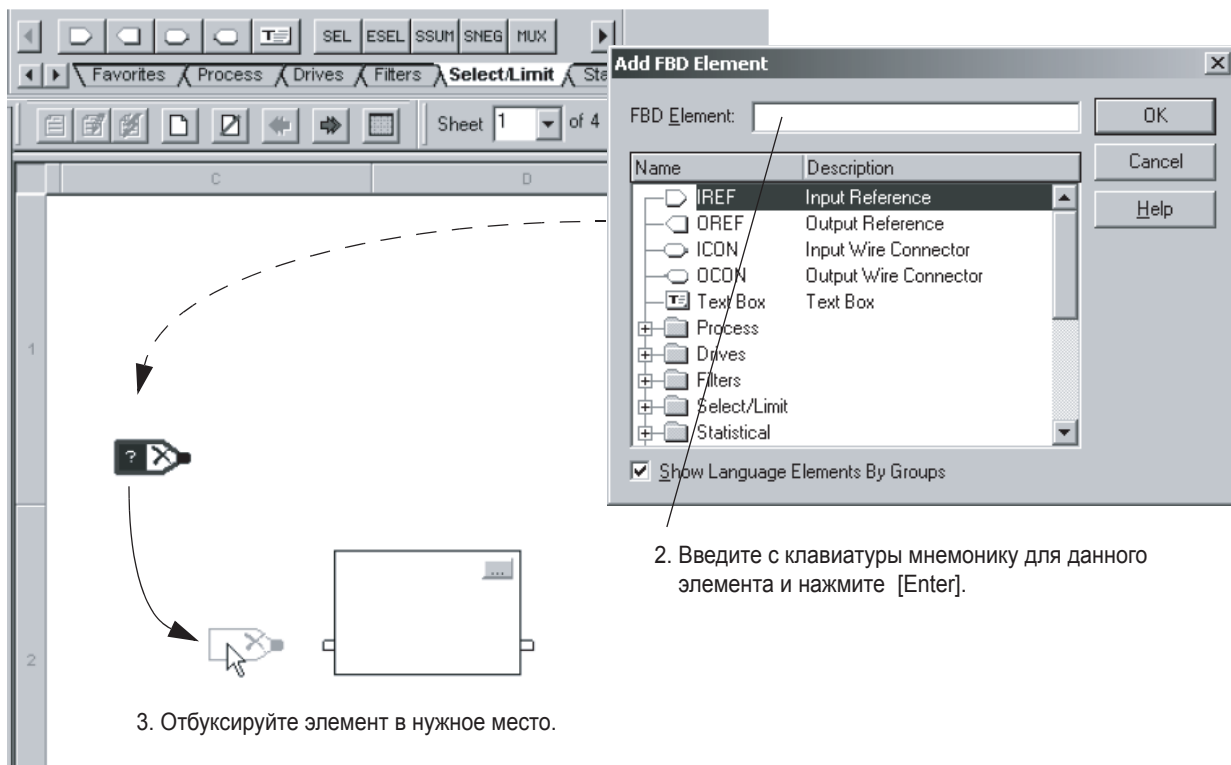 SEL ESEL SSUM SNEG MUX
Favorites Process Drives Filters Select/Limit
Sheet 1 of 4
C D
1
?
...
2
3. Отбуксируйте элемент в нужное место.
Add FBD Element
FBD Element: OK
Name Description Cancel
IREF Input Reference Help
OREF Output Reference
ICON Input Wire Connector
OCON Output Wire Connector
Text Box Text Box
Process
Drives
Filters
Select/Limit
Statistical
Show Language Elements By Groups
2. Введите с клавиатуры мнемонику для данного
элемента и нажмите [Enter].